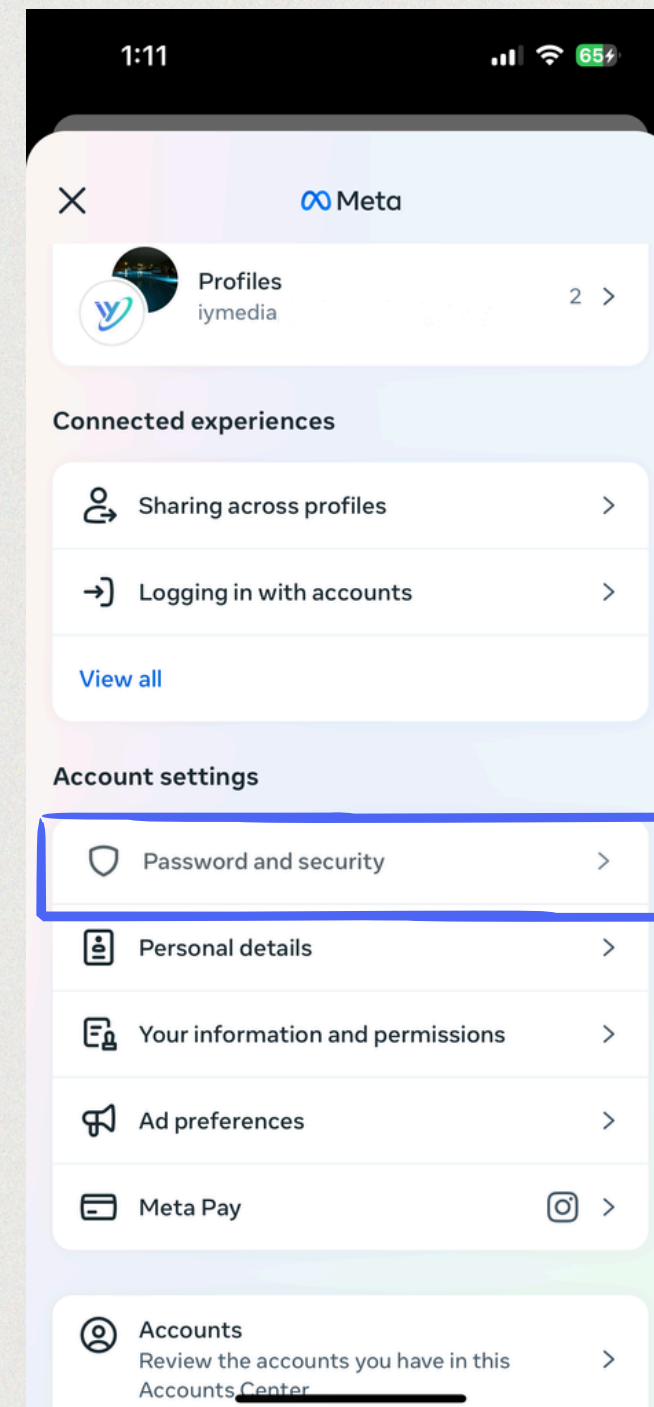 1:11
65
Meta
Profiles
iymedia
2
Connected experiences
Sharing across profiles
Logging in with accounts
View all
Account settings
Password and security
Personal details
Your information and permissions
Ad preferences
Meta Pay
Accounts
Review the accounts you have in this
Accounts Center